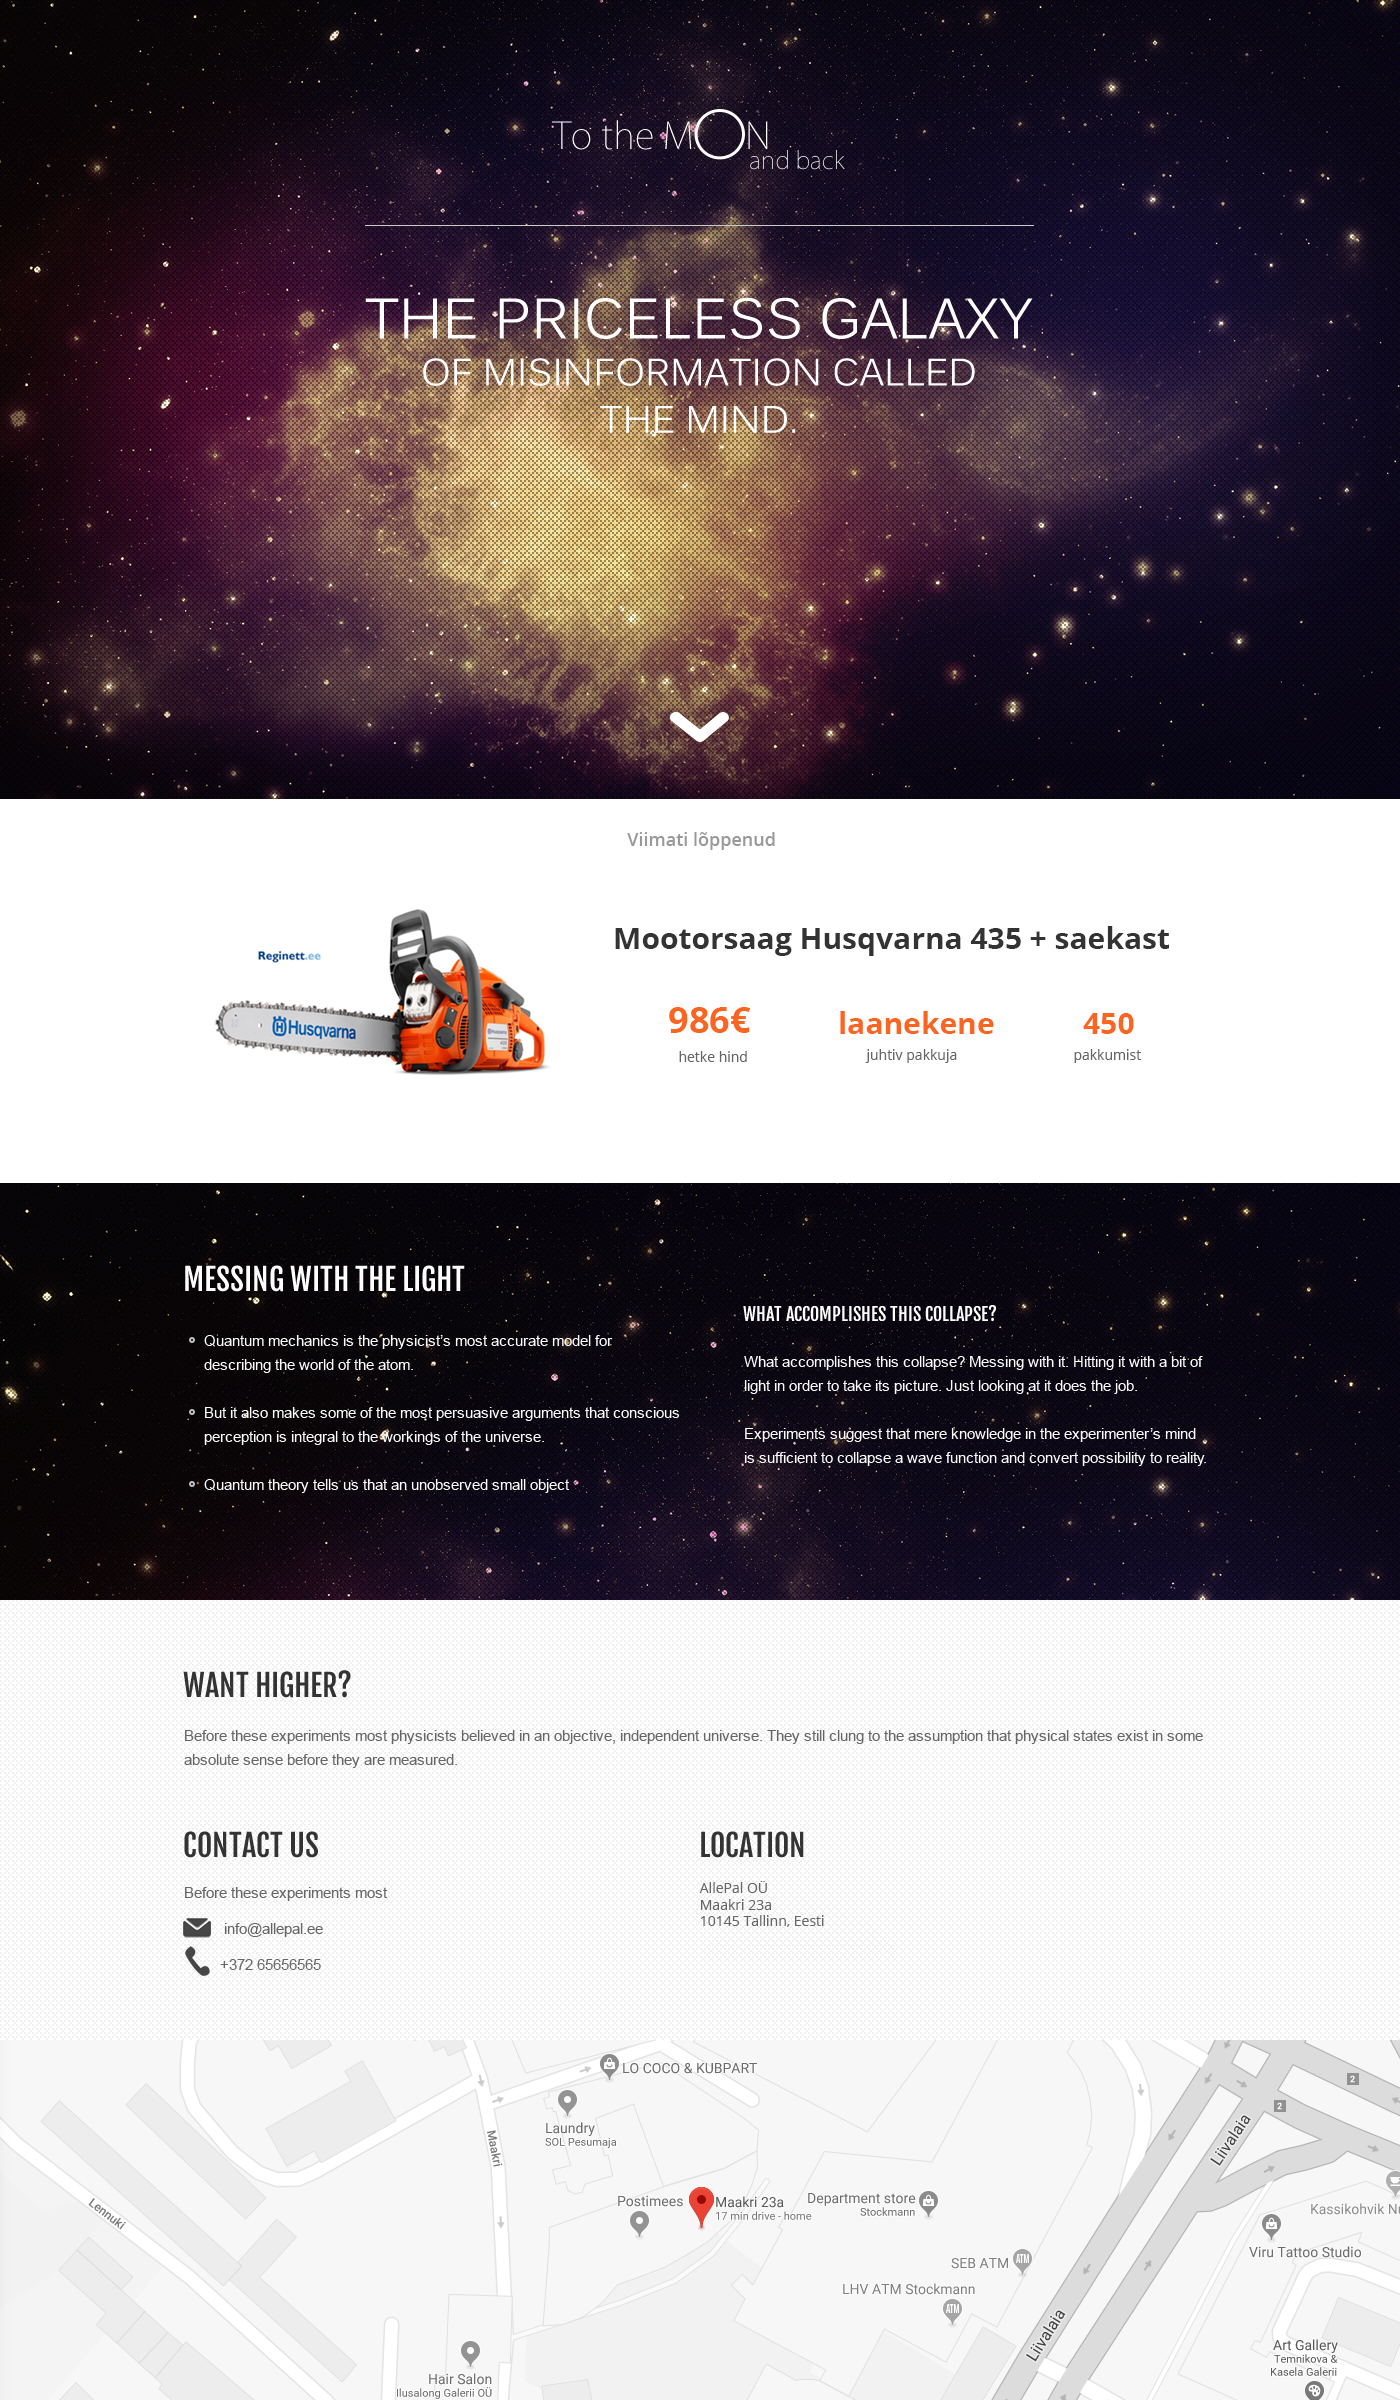 To the MOON
and back
THE PRICELESS GALAXY
OF MISINFORMATION CALLED
THE MIND.
Viimati lõppenud
Reginett.ee
Husqvarna
Mootorsaag Husqvarna 435 + saekast
986€
hetke hind
laanekene
juhtiv pakkuja
450
pakkumist
MESSING WITH THE LIGHT
Quantum mechanics is the physicist’s most accurate model for
describing the world of the atom.
But it also makes some of the most persuasive arguments that conscious
perception is integral to the workings of the universe.
Quantum theory tells us that an unobserved small object
WHAT ACCOMPLISHES THIS COLLAPSE?
What accomplishes this collapse? Messing with it. Hitting it with a bit of
light in order to take its picture. Just looking at it does the job.
Experiments suggest that mere knowledge in the experimenter’s mind
is sufficient to collapse a wave function and convert possibility to reality.
WANT HIGHER?
Before these experiments most physicists believed in an objective, independent universe. They still clung to the assumption that physical states exist in some
absolute sense before they are measured.
CONTACT US
Before these experiments most
info@allepal.ee
+372 65656565
LOCATION
AllePal OÜ
Maakri 23a
10145 Tallinn, Eesti
LO COCO & KUBPART
2
2
Laundry
SOL Pesumaja
Maakri
Liivalaia
Lennuki
Postimees
Maakri 23a
17 min drive - home
Department store
Stockmann
Kassikohvik Nu
Viru Tattoo Studio
SEB ATM
ATM
LHV ATM Stockmann
ATM
Liivalaia
Art Gallery
Temnikova &
Kasela Galerii
Hair Salon
Ilusalong Galerii OÜ